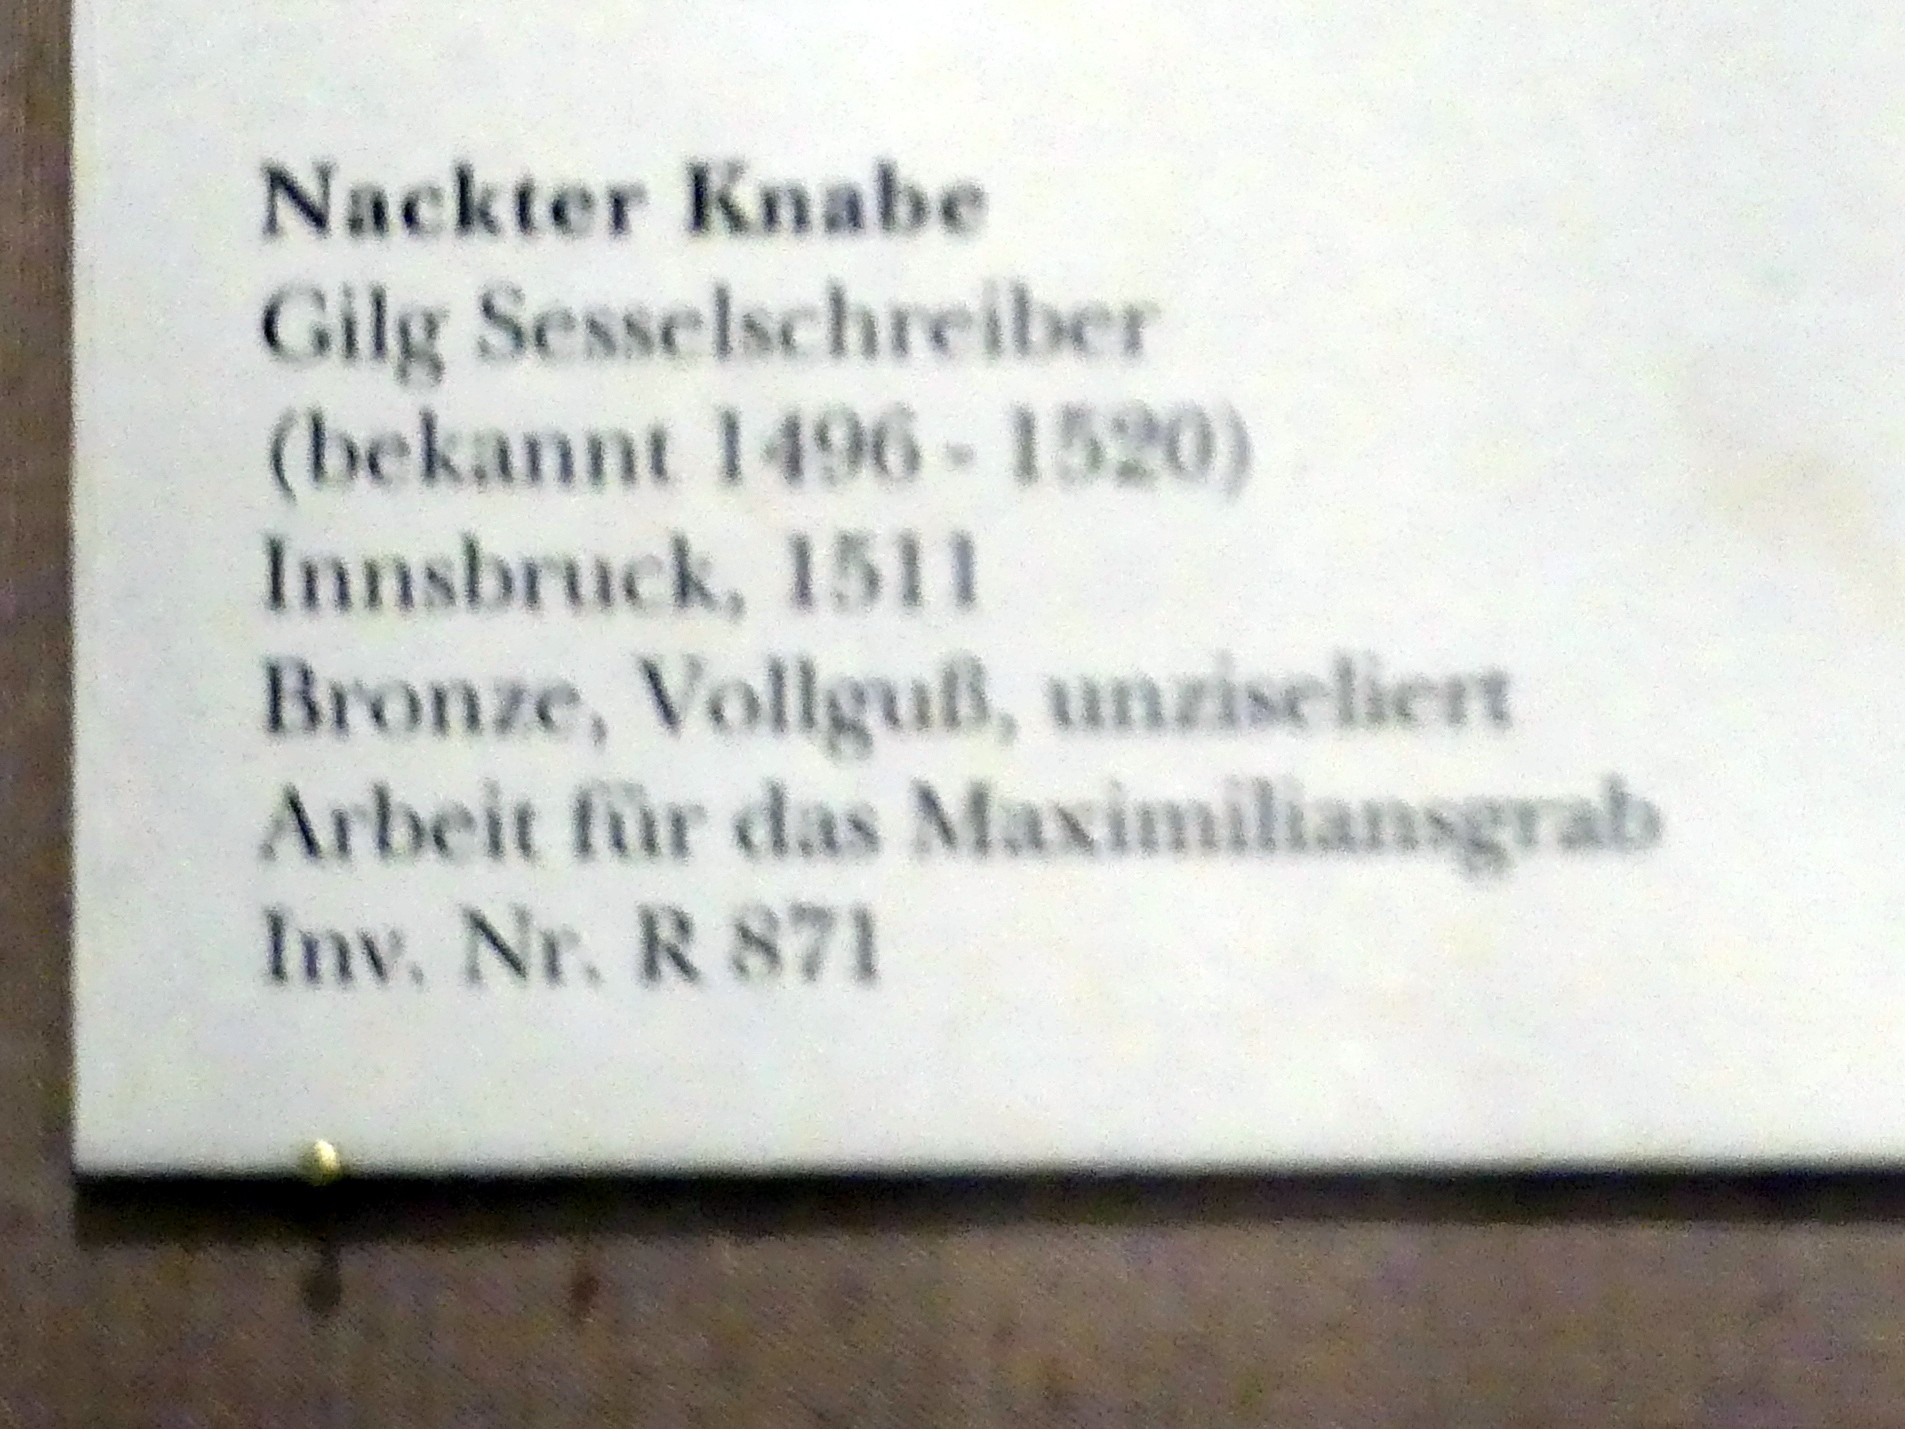 Nackter Knabe
Gilg Sesselschreiber
(bekannt 1496 - 1520)
Innsbruck, 1511
Bronze, Vollguß, unziseliert
Arbeit für das Maximiliansgrab
Inv. Nr. R 871